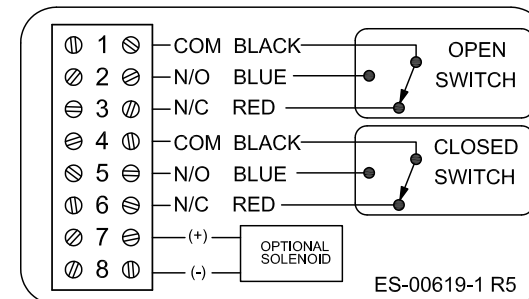 1 COM BLACK
2 N/O BLUE
3 N/C RED
OPEN
SWITCH
4 COM BLACK
5 N/O BLUE
6 N/C RED
CLOSED
SWITCH
7 (+)
8 (-)
OPTIONAL
SOLENOID
ES-00619-1 R5